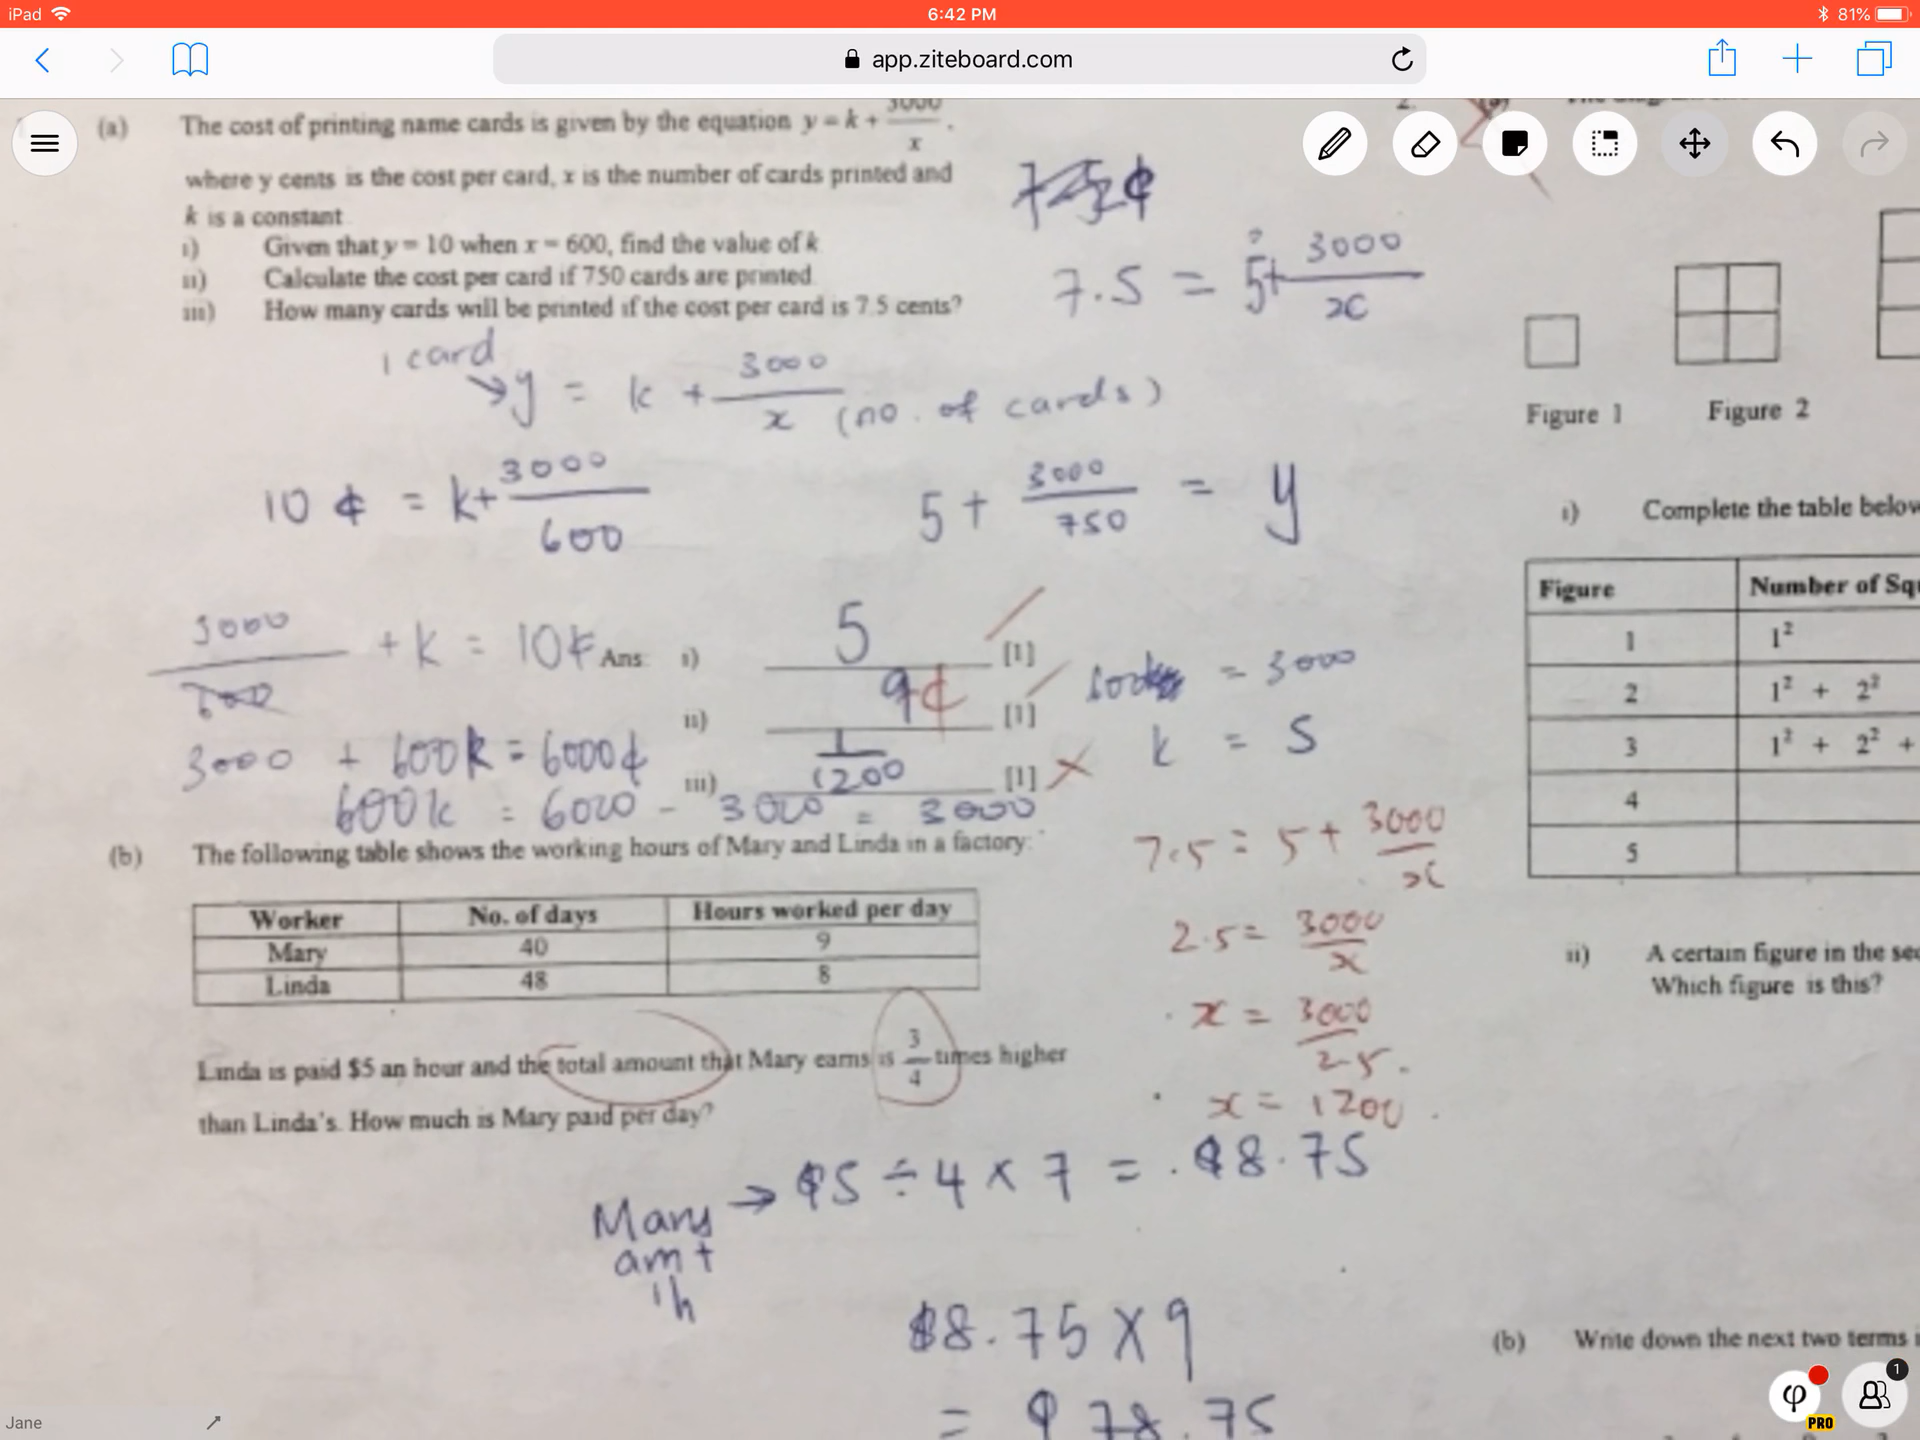 iPad
6:42 PM
81%
app.ziteboard.com
(a) The cost of printing name cards is given by the equation y = k + 3000/x .
where y cents is the cost per card, x is the number of cards printed and
k is a constant
i) Given that y = 10 when x = 600, find the value of k
ii) Calculate the cost per card if 750 cards are printed
iii) How many cards will be printed if the cost per card is 7.5 cents?
7.5 = 5 + 3000/x
1 card
y = k + 3000/x (no. of cards)
10 ¢ = k + 3000/600
5 + 3000/750 = y
3000/600 + k = 10¢
Ans: i) 5 [1]
ii) 9¢ [1]
iii) 1/1200 [1]
= 3000
k = 5
3000 + 600k = 6000¢
600k = 6000 - 3000 = 3000
7.5 = 5 + 3000/x
2.5 = 3000/x
x = 3000/2.5
x = 1200
(b) The following table shows the working hours of Mary and Linda in a factory:
Worker No. of days Hours worked per day
Mary 40 9
Linda 48 8
Linda is paid $5 an hour and the total amount that Mary earns is 3/4 times higher
than Linda's. How much is Mary paid per day?
Mary → $5 ÷ 4 × 7 = $8.75
amt
1h
$8.75 × 9
= $78.75
Figure 1 Figure 2
i) Complete the table below
Figure Number of Squ
1 1²
2 1² + 2²
3 1² + 2² +
4
5
ii) A certain figure in the sec
Which figure is this?
(b) Write down the next two terms i
1
PRO
Jane